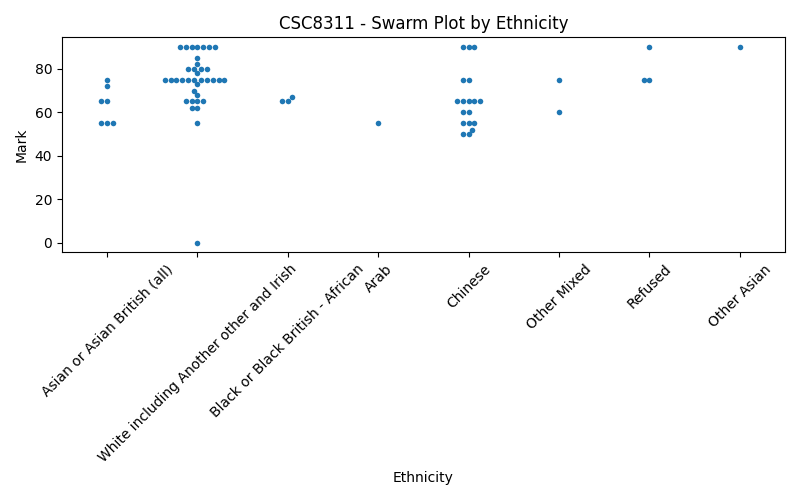 CSC8311 - Swarm Plot by Ethnicity
80
60
40
20
0
Mark
Asian or Asian British (all)
White including Another other and Irish
Black or Black British - African
Arab
Chinese
Other Mixed
Refused
Other Asian
Ethnicity